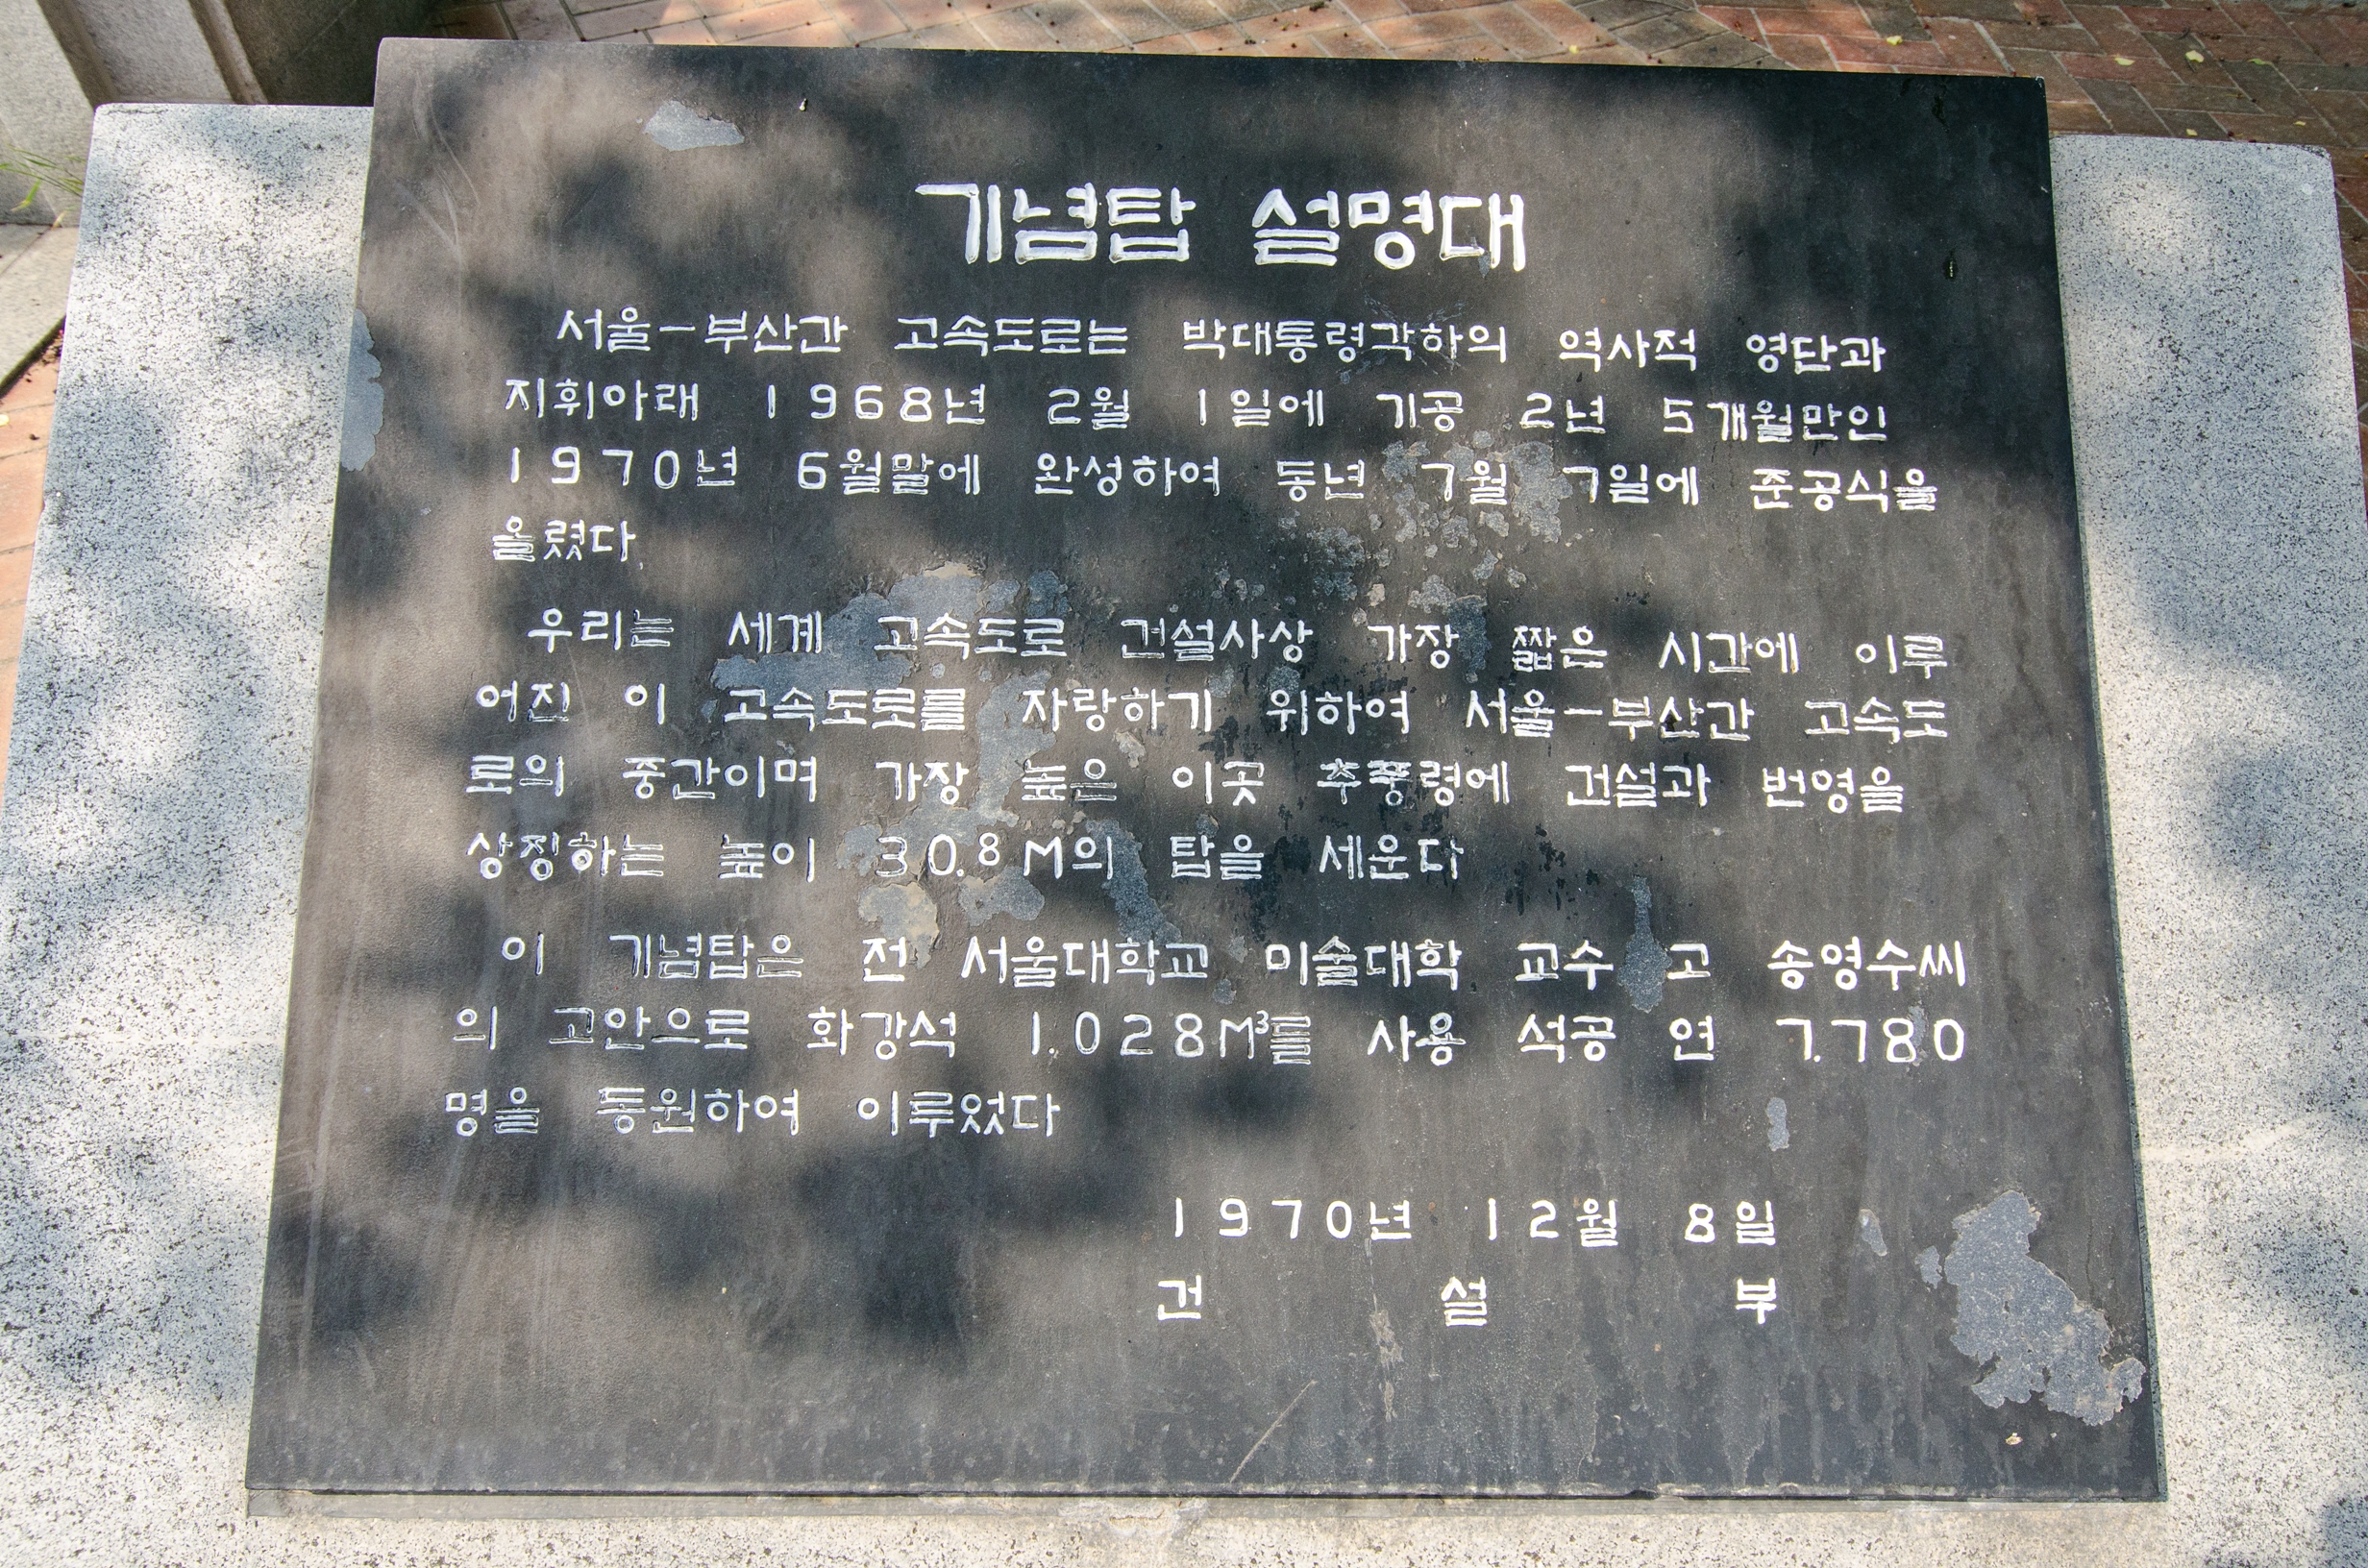 기념탑 설명대
서울-부산간 고속도로는 박대통령각하의 역사적 영단과
지휘아래 1968년 2월 1일에 기공 2년 5개월만인
1970년 6월말에 완성하여 동년 7월 7일에 준공식을
올렸다.
우리는 세계 고속도로 건설사상 가장 짧은 시간에 이루
어진 이 고속도로를 자랑하기 위하여 서울-부산간 고속도
로의 중간이며 가장 높은 이곳 추풍령에 건설과 번영을
상징하는 높이 30.8M의 탑을 세운다
이 기념탑은 전 서울대학교 미술대학 교수 고 송영수씨
의 고안으로 화강석 1.028M³를 사용 석공 연 7.780
명을 동원하여 이루었다
1970년 12월 8일
건 설 부